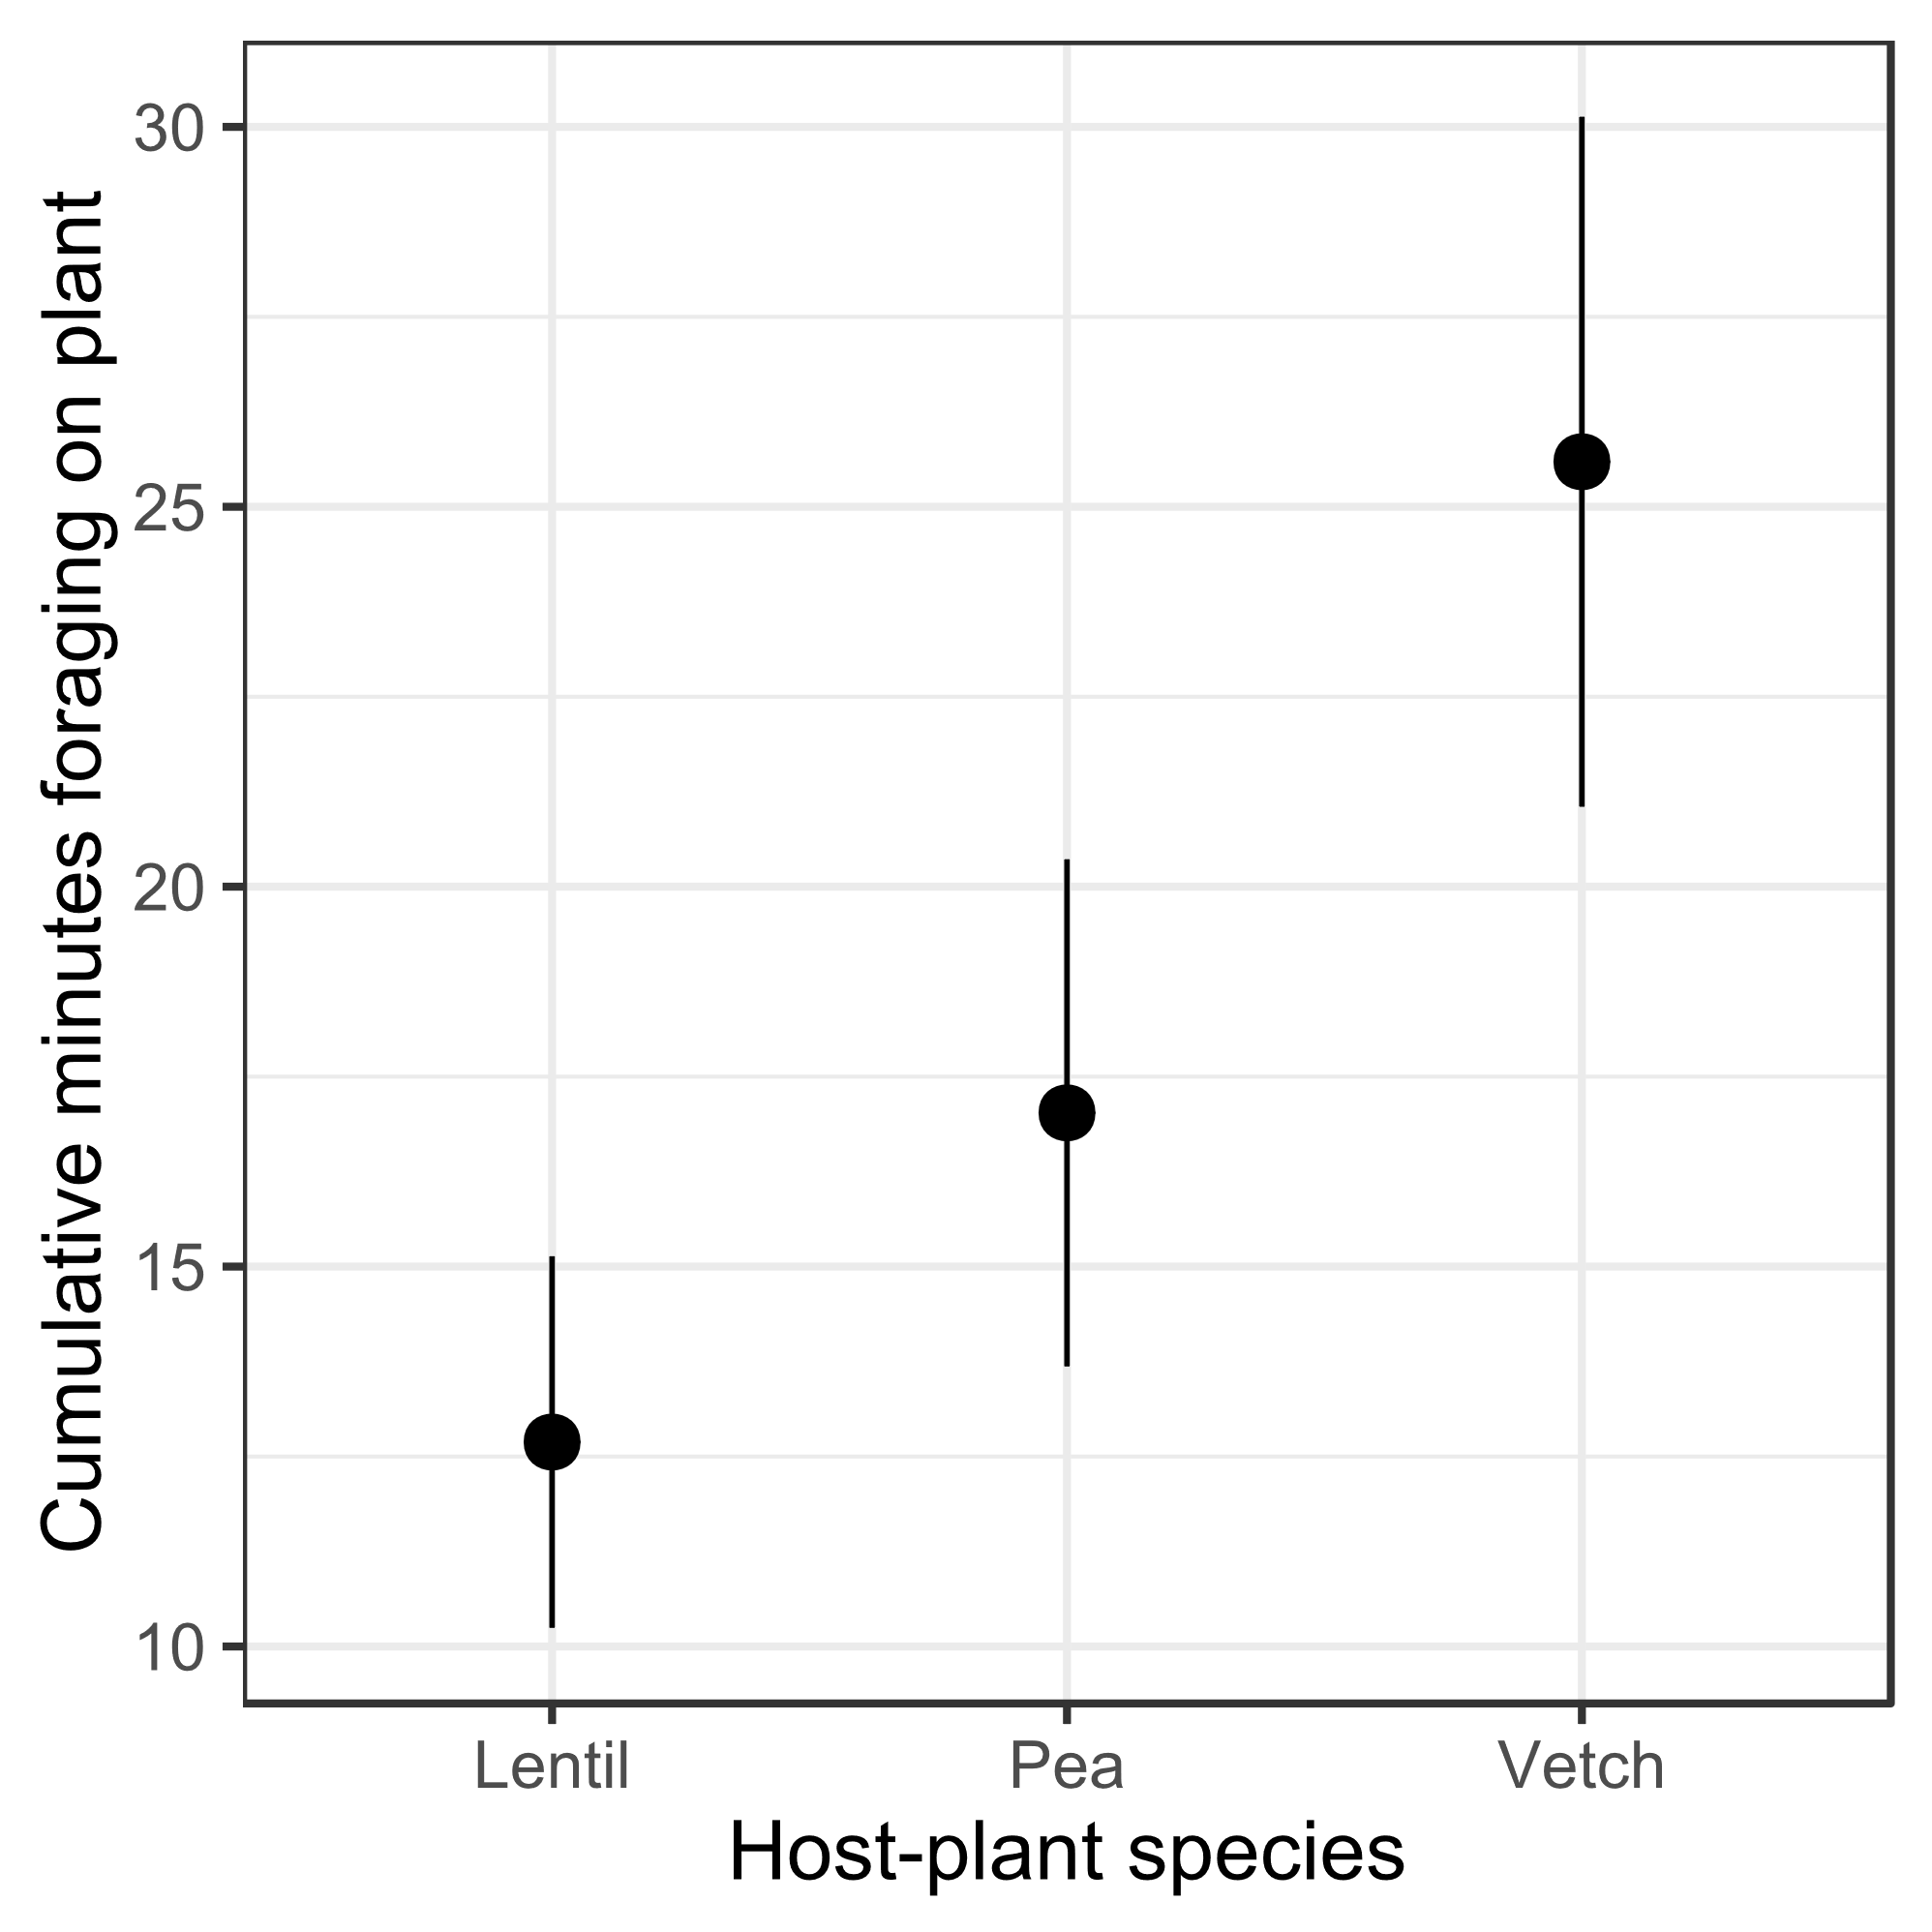 Cumulative minutes foraging on plant
30
25
20
15
10
Lentil
Pea
Vetch
Host-plant species